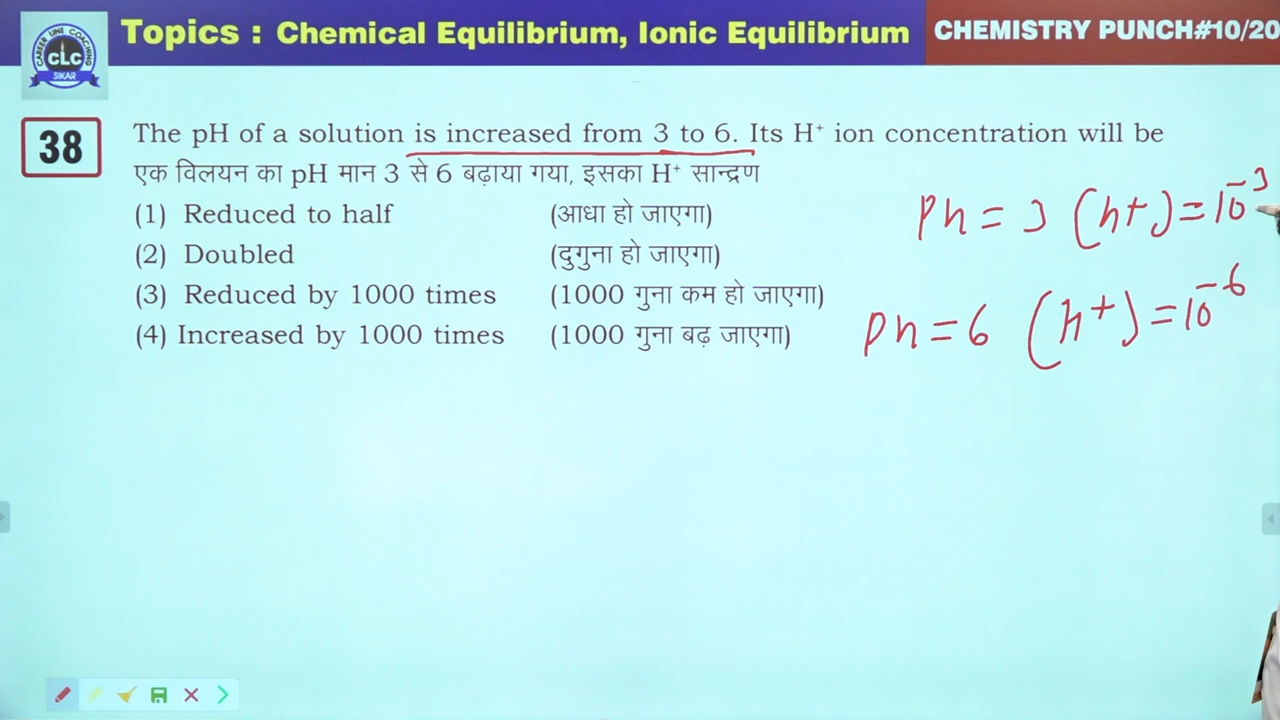 Topics : Chemical Equilibrium, Ionic Equilibrium
CHEMISTRY PUNCH#10/20
CAREER LINE COACHING
CLC
SIKAR
38
The pH of a solution is increased from 3 to 6. Its H⁺ ion concentration will be
एक विलयन का pH मान 3 से 6 बढ़ाया गया, इसका H⁺ सान्द्रण
(1) Reduced to half (आधा हो जाएगा)
(2) Doubled (दुगुना हो जाएगा)
(3) Reduced by 1000 times (1000 गुना कम हो जाएगा)
(4) Increased by 1000 times (1000 गुना बढ़ जाएगा)
Ph = 3 (h+) = 10⁻³
Ph = 6 (h+) = 10⁻⁶